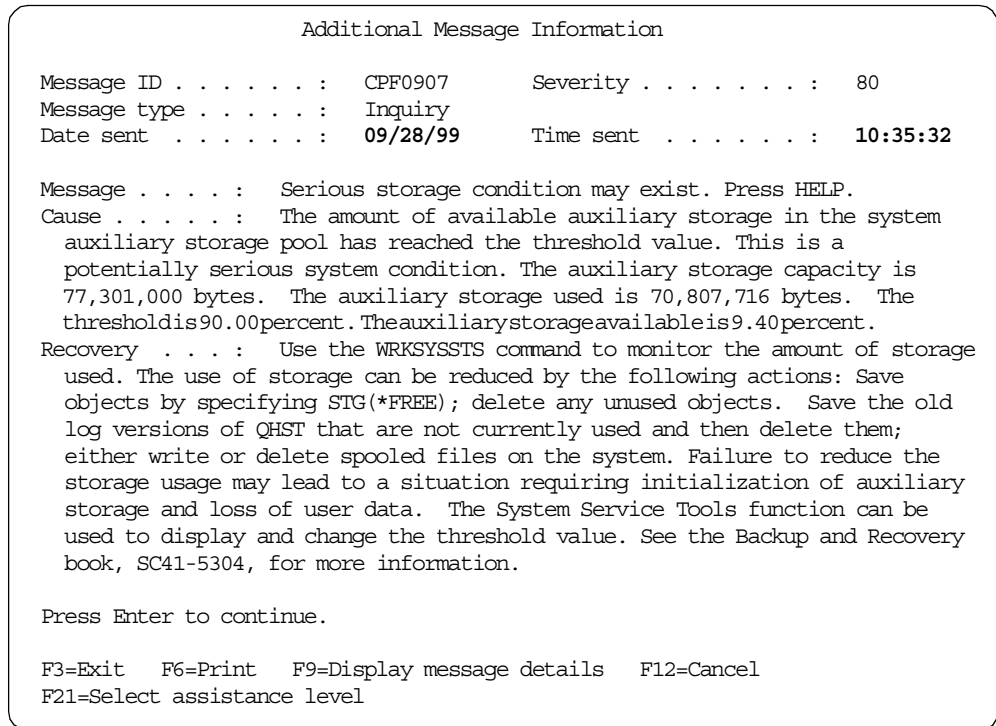 Additional Message Information
Message ID . . . . . . :   CPF0907      Severity . . . . . . . :   80
Message type . . . . . :   Inquiry
Date sent  . . . . . . :   09/28/99      Time sent  . . . . . . :   10:35:32
Message . . . . :   Serious storage condition may exist. Press HELP.
Cause . . . . . :   The amount of available auxiliary storage in the system
auxiliary storage pool has reached the threshold value. This is a
potentially serious system condition. The auxiliary storage capacity is
77,301,000 bytes.  The auxiliary storage used is 70,807,716 bytes.  The
thresholdis90.00percent.Theauxiliarystorageavailableis9.40percent.
Recovery  . . . :   Use the WRKSYSSTS command to monitor the amount of storage
used. The use of storage can be reduced by the following actions: Save
objects by specifying STG(*FREE); delete any unused objects.  Save the old
log versions of QHST that are not currently used and then delete them;
either write or delete spooled files on the system. Failure to reduce the
storage usage may lead to a situation requiring initialization of auxiliary
storage and loss of user data.  The System Service Tools function can be
used to display and change the threshold value. See the Backup and Recovery
book, SC41-5304, for more information.
Press Enter to continue.
F3=Exit   F6=Print   F9=Display message details   F12=Cancel
F21=Select assistance level